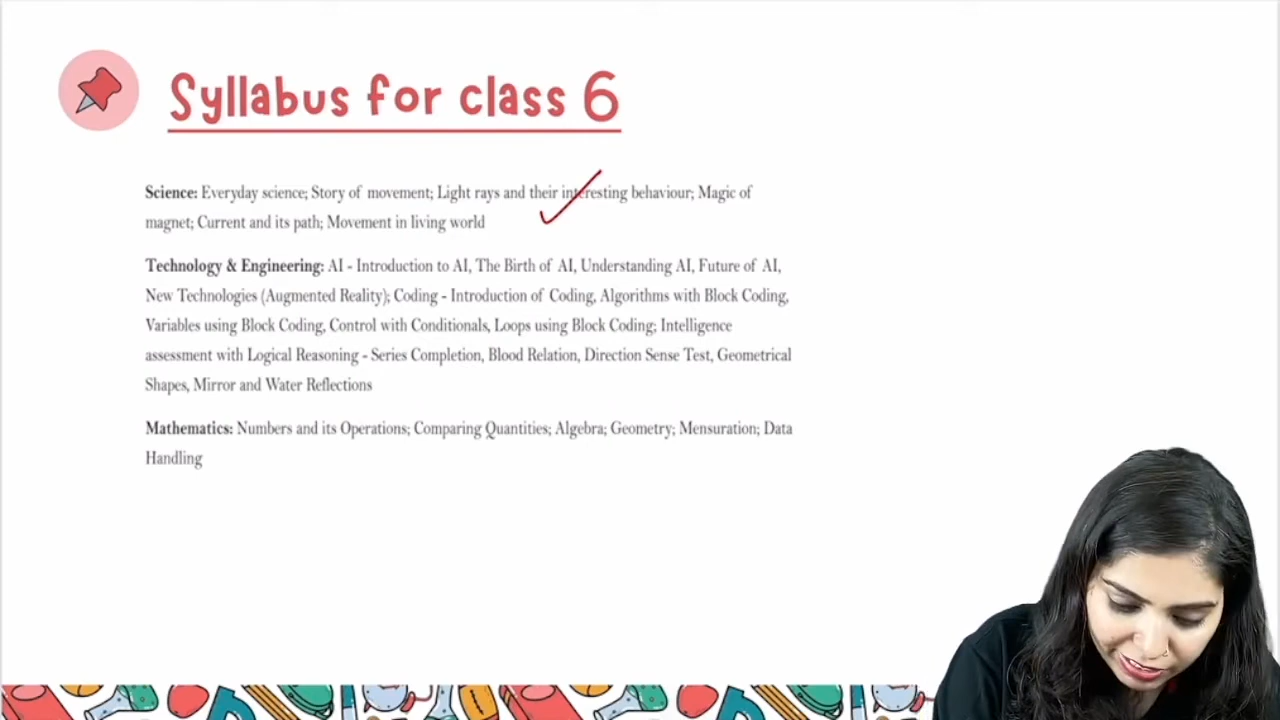 Syllabus for class 6
Science: Everyday science; Story of movement; Light rays and their interesting behaviour; Magic of
magnet; Current and its path; Movement in living world
Technology & Engineering: AI - Introduction to AI, The Birth of AI, Understanding AI, Future of AI,
New Technologies (Augmented Reality); Coding - Introduction of Coding, Algorithms with Block Coding,
Variables using Block Coding, Control with Conditionals, Loops using Block Coding; Intelligence
assessment with Logical Reasoning - Series Completion, Blood Relation, Direction Sense Test, Geometrical
Shapes, Mirror and Water Reflections
Mathematics: Numbers and its Operations; Comparing Quantities; Algebra; Geometry; Mensuration; Data
Handling